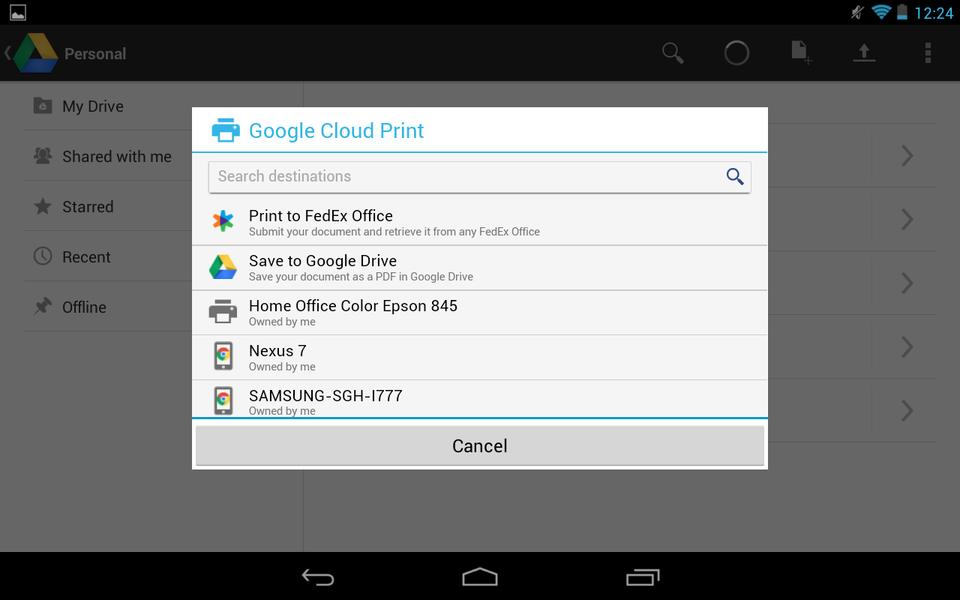 12:24
Personal
My Drive
Shared with me
Starred
Recent
Offline
Google Cloud Print
Search destinations
Print to FedEx Office
Submit your document and retrieve it from any FedEx Office
Save to Google Drive
Save your document as a PDF in Google Drive
Home Office Color Epson 845
Owned by me
Nexus 7
Owned by me
SAMSUNG-SGH-I777
Owned by me
Cancel